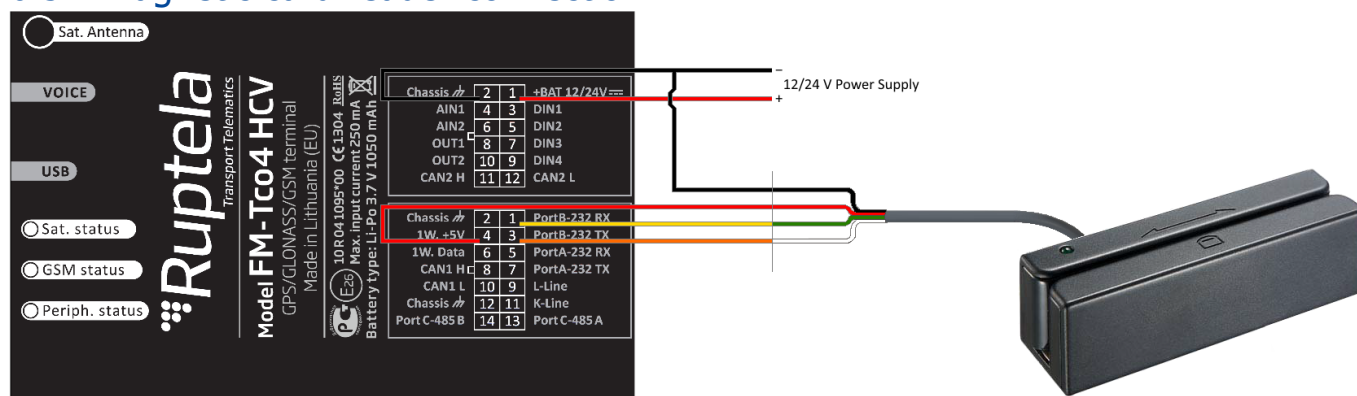 Sat. Antenna
VOICE
USB
Sat. status
GSM status
Periph. status
Ruptela
Transport Telematics
Model FM-Tco4 HCV
GPS/GLONASS/GSM terminal
Made in Lithuania (EU)
10R041095*00 CE1304 RoHS
E26 Max. input current 250 mA
Battery type: Li-Po 3.7 V 1050 mAh
Chassis 2 1 +BAT 12/24V
AIN1 4 3 DIN1
AIN2 6 5 DIN2
OUT1 8 7 DIN3
OUT2 10 9 DIN4
CAN2 H 11 12 CAN2 L
Chassis 2 1 PortB-232 RX
1W. +5V 4 3 PortB-232 TX
1W. Data 6 5 PortA-232 RX
CAN1 H 8 7 PortA-232 TX
CAN1 L 10 9 L-Line
Chassis 12 11 K-Line
Port C-485 B 14 13 Port C-485 A
–
12/24 V Power Supply
+